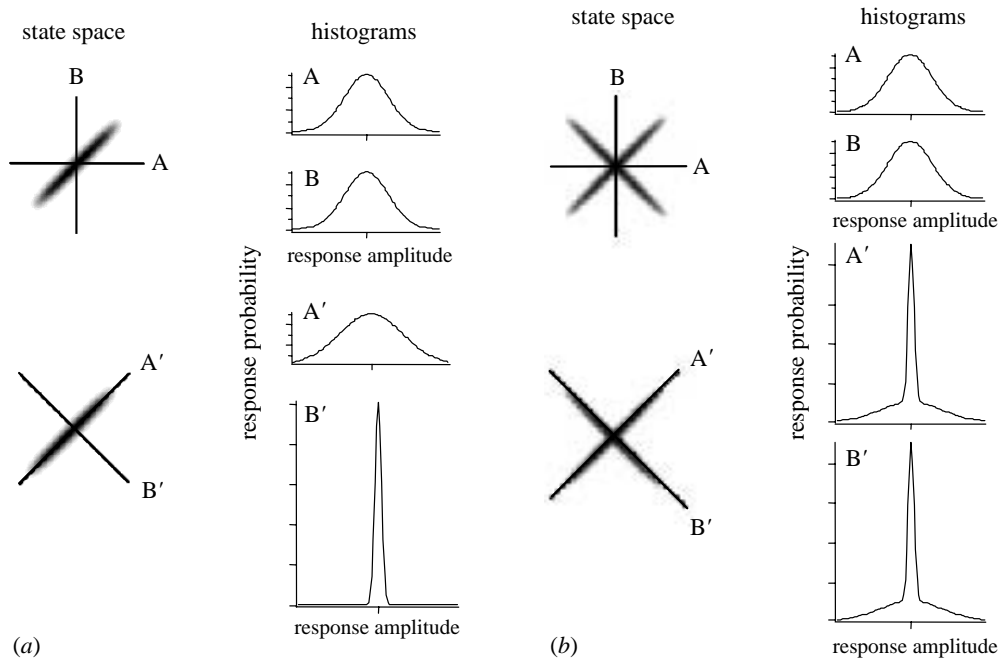 state space
histograms
B
A
A
B
response amplitude
response probability
A′
B′
A′
B′
response amplitude
(a)
state space
histograms
B
A
A
B
response amplitude
response probability
A′
B′
A′
B′
response amplitude
(b)